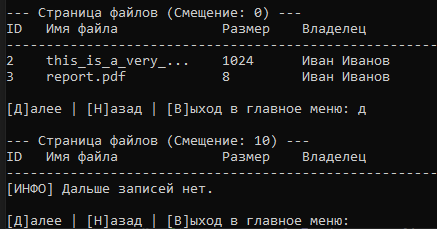 --- Страница файлов (Смещение: 0) ---
ID Имя файла Размер Владелец
------------------------------------------------------
2 this_is_a_very_... 1024 Иван Иванов
3 report.pdf 8 Иван Иванов
[Д]алее | [Н]азад | [В]ыход в главное меню: д
--- Страница файлов (Смещение: 10) ---
ID Имя файла Размер Владелец
------------------------------------------------------
[ИНФО] Дальше записей нет.
[Д]алее | [Н]азад | [В]ыход в главное меню: